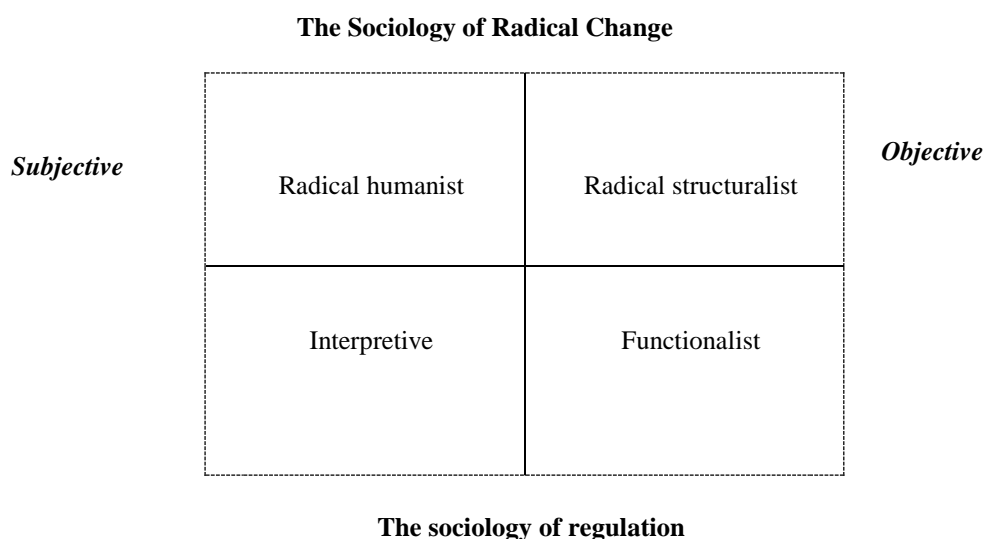 The Sociology of Radical Change
Subjective
Objective
Radical humanist
Radical structuralist
Interpretive
Functionalist
The sociology of regulation